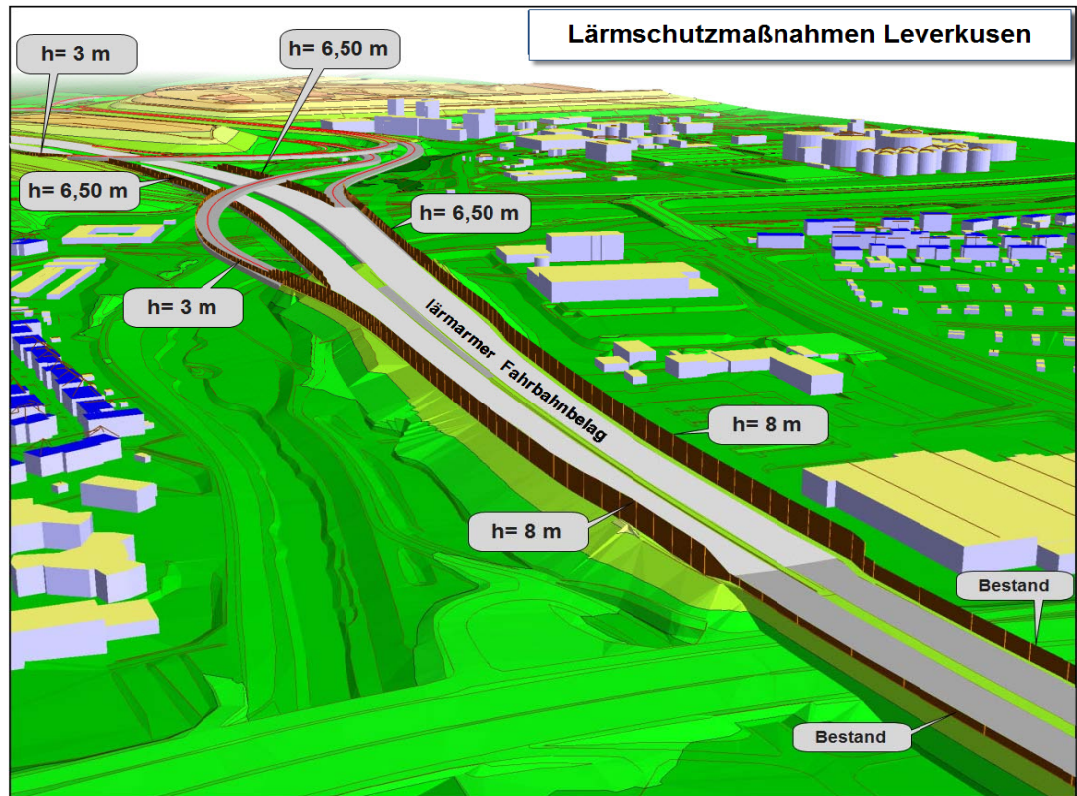 Lärmschutzmaßnahmen Leverkusen
h= 6,50 m
h= 3 m
h= 6,50 m
h= 6,50 m
h= 3 m
lärmarmer Fahrbahnbelag
h= 8 m
h= 8 m
Bestand
Bestand